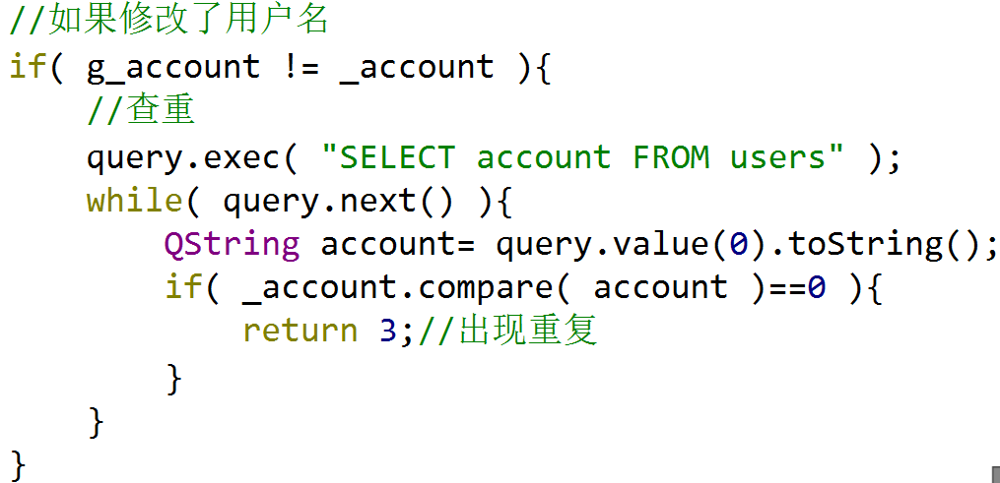 //如果修改了用户名
if( g_account != _account ){
    //查重
    query.exec( "SELECT account FROM users" );
    while( query.next() ){
        QString account= query.value(0).toString();
        if( _account.compare( account )==0 ){
            return 3;//出现重复
        }
    }
}